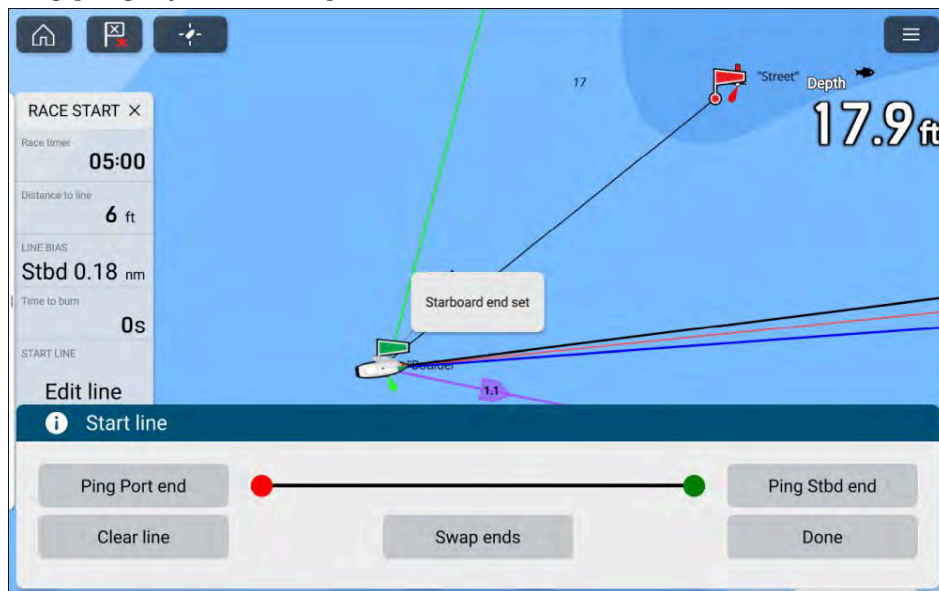 17
"Street"
Depth
17.9 ft
RACE START ×
Race timer
05:00
Distance to line
6 ft
LINE BIAS
Stbd 0.18 nm
Time to burn
0s
START LINE
Edit line
Starboard end set
"Boulder
1.1
Start line
Ping Port end
Ping Stbd end
Clear line
Swap ends
Done